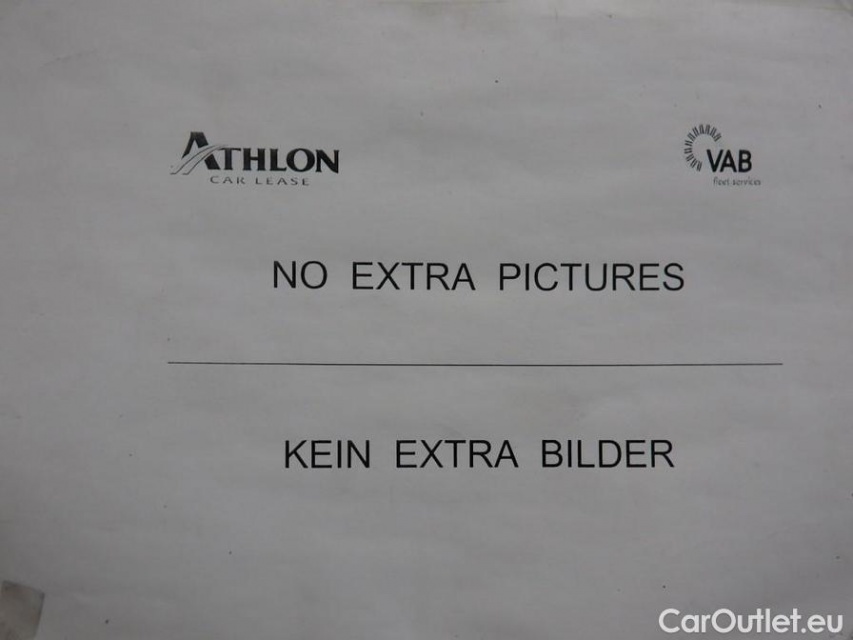 ATHLON
CAR LEASE
VAB
fleet services
NO EXTRA PICTURES
KEIN EXTRA BILDER
CarOutlet.eu